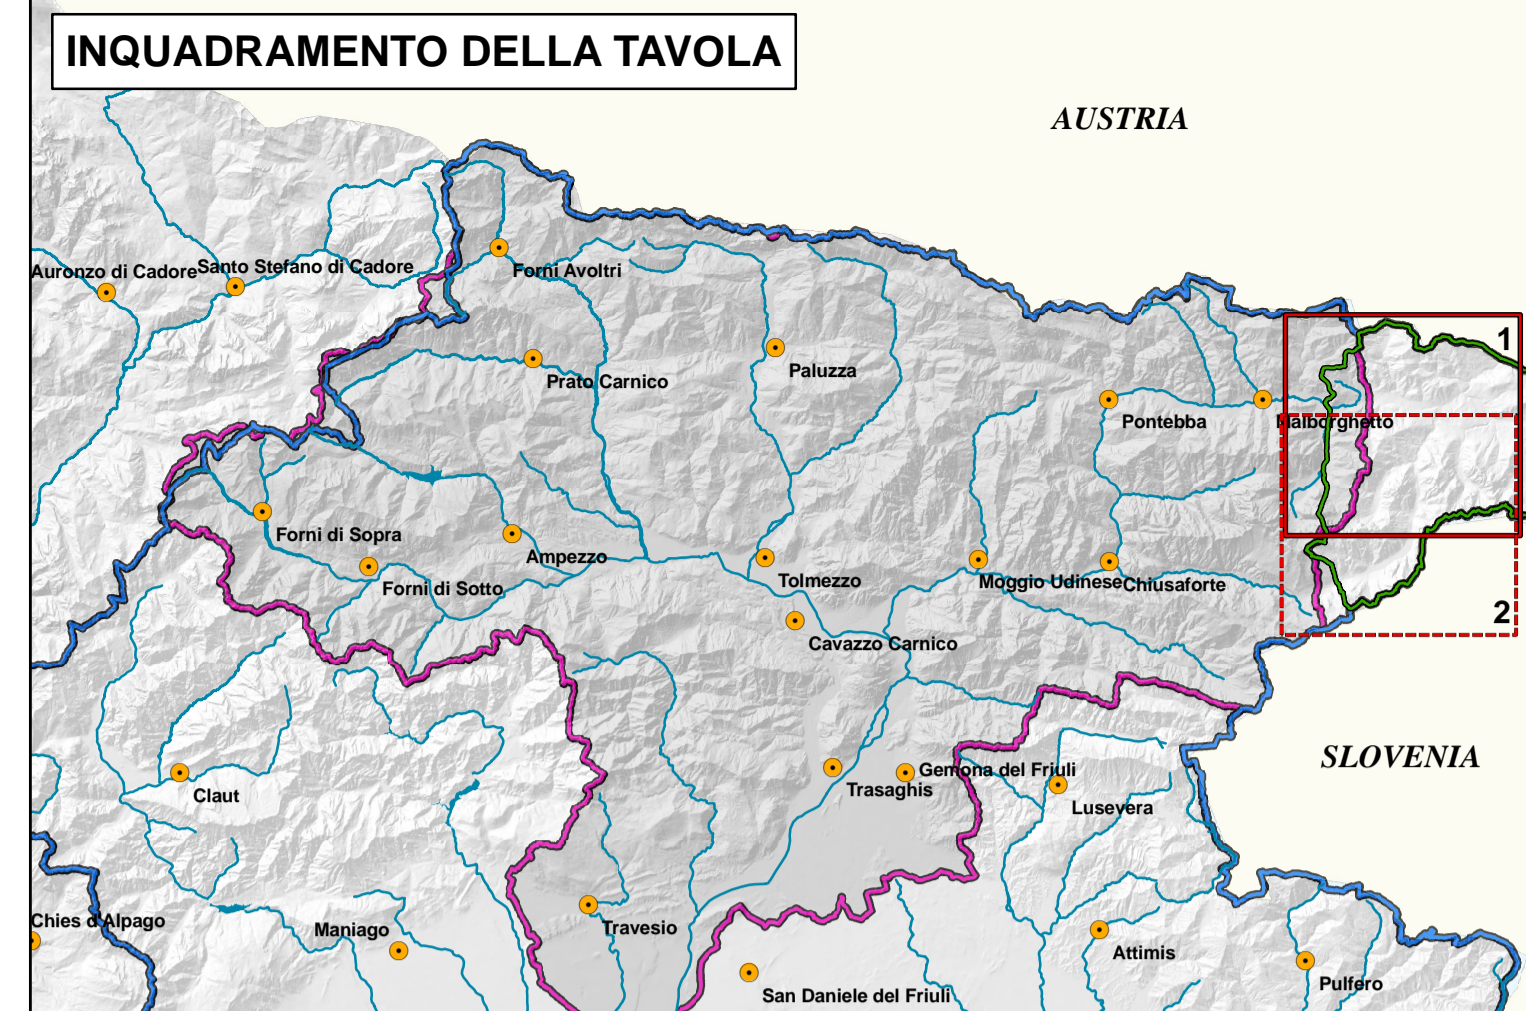 INQUADRAMENTO DELLA TAVOLA
AUSTRIA
Auronzo di Cadore
Santo Stefano di Cadore
Forni Avoltri
1
Paluzza
Prato Carnico
Pontebba
Malborghetto
Forni di Sopra
Ampezzo
Tolmezzo
Moggio Udinese
Chiusaforte
Forni di Sotto
2
Cavazzo Carnico
SLOVENIA
Gemona del Friuli
Trasaghis
Claut
Lusevera
Chies d'Alpago
Maniago
Travesio
Attimis
Pulfero
San Daniele del Friuli